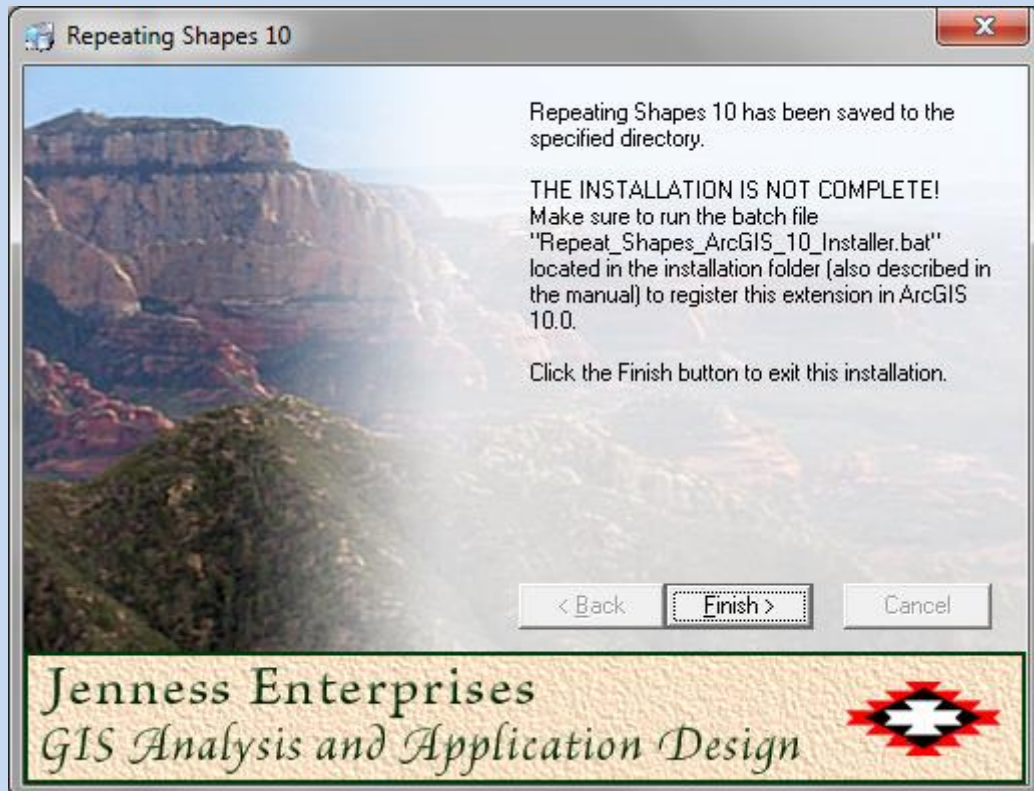 Repeating Shapes 10
Repeating Shapes 10 has been saved to the
specified directory.
THE INSTALLATION IS NOT COMPLETE!
Make sure to run the batch file
"Repeat_Shapes_ArcGIS_10_Installer.bat"
located in the installation folder (also described in
the manual) to register this extension in ArcGIS
10.0.
Click the Finish button to exit this installation.
< Back
Finish >
Cancel
Jenness Enterprises
GIS Analysis and Application Design